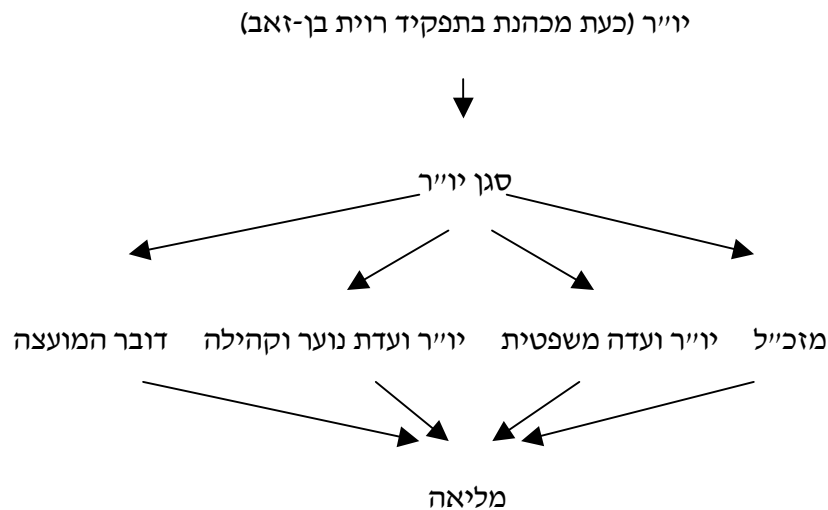 יו״ר (כעת מכהנת בתפקיד רוית בן-זאב)
סגן יו״ר
מזכ״ל
יו״ר ועדה משפטית
יו״ר ועדת נוער וקהילה
דובר המועצה
מליאה